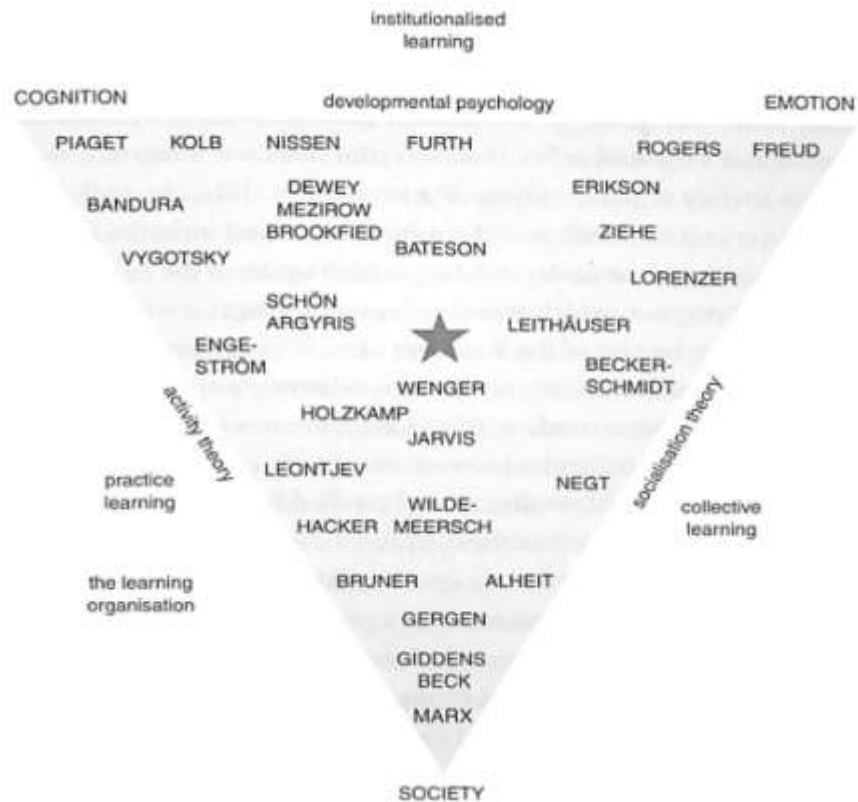 institutionalised
learning
COGNITION developmental psychology EMOTION
PIAGET KOLB NISSEN FURTH ROGERS FREUD
DEWEY ERIKSON
BANDURA MEZIROW
BROOKFIED ZIEHE
VYGOTSKY BATESON
LORENZER
SCHÖN
ARGYRIS LEITHÄUSER
ENGE-
STRÖM
BECKER-
SCHMIDT
WENGER
HOLZKAMP
JARVIS
activity theory
socialisation theory
LEONTJEV
practice
learning
NEGT
collective
learning
WILDE-
HACKER MEERSCH
the learning
organisation
BRUNER ALHEIT
GERGEN
GIDDENS
BECK
MARX
SOCIETY